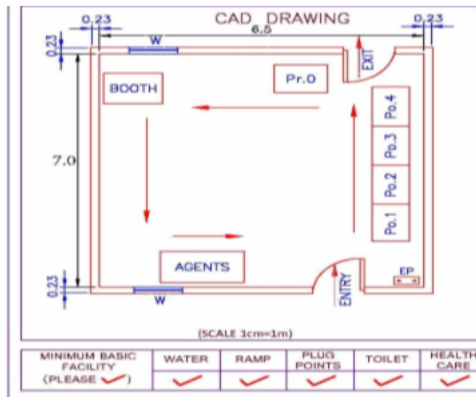 CAD DRAWING
0.23 6.5 0.23
0.23 W EXIT
BOOTH Pr.O
Po.4
Po.3
7.0
Po.2
Po.1
AGENTS EP
0.23 W ENTRY
(SCALE 1cm=1m)
MINIMUM BASIC FACILITY (PLEASE ✓) WATER RAMP PLUG POINTS TOILET HEALTH CARE
✓ ✓ ✓ ✓ ✓